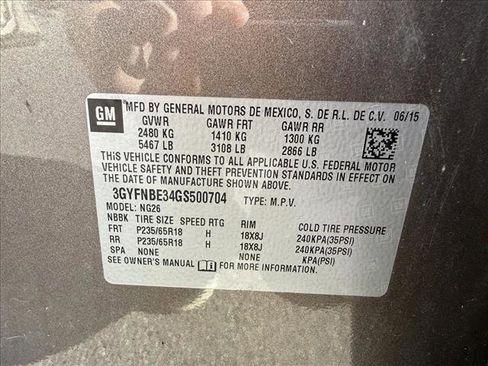 GM MFD BY GENERAL MOTORS DE MEXICO, S. DE R.L. DE C.V. 06/15
GVWR GAWR FRT GAWR RR
2480 KG 1410 KG 1300 KG
5467 LB 3108 LB 2866 LB
THIS VEHICLE CONFORMS TO ALL APPLICABLE U.S. FEDERAL MOTOR
VEHICLE SAFETY AND THEFT PREVENTION STANDARDS IN EFFECT ON
THE DATE OF MANUFACTURE SHOWN ABOVE.
3GYFNBE34GS500704 TYPE: M.P.V.
MODEL: NG26
NBBK TIRE SIZE SPEED RTG RIM COLD TIRE PRESSURE
FRT P235/65R18 H 18X8J 240KPA(35PSI)
RR P235/65R18 H 18X8J 240KPA(35PSI)
SPA NONE NONE KPA(PSI)
SEE OWNER'S MANUAL FOR MORE INFORMATION.